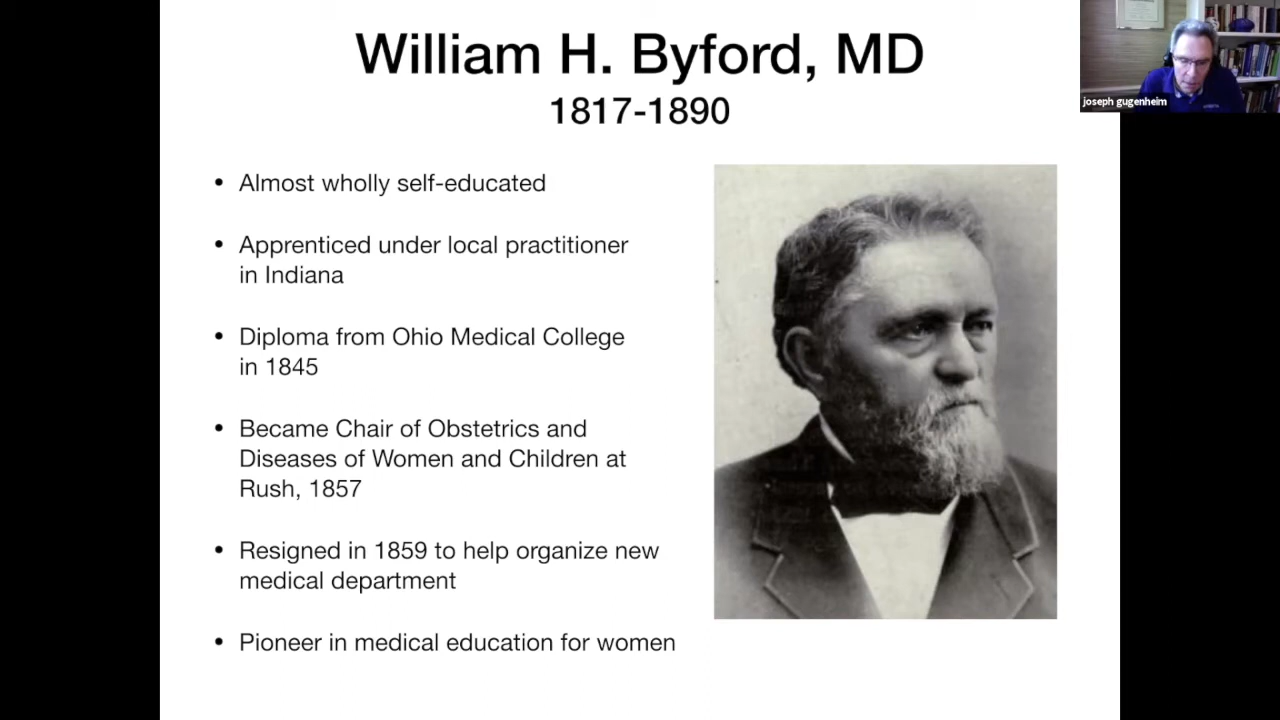 William H. Byford, MD
1817-1890
joseph gugenheim
• Almost wholly self-educated
• Apprenticed under local practitioner
in Indiana
• Diploma from Ohio Medical College
in 1845
• Became Chair of Obstetrics and
Diseases of Women and Children at
Rush, 1857
• Resigned in 1859 to help organize new
medical department
• Pioneer in medical education for women